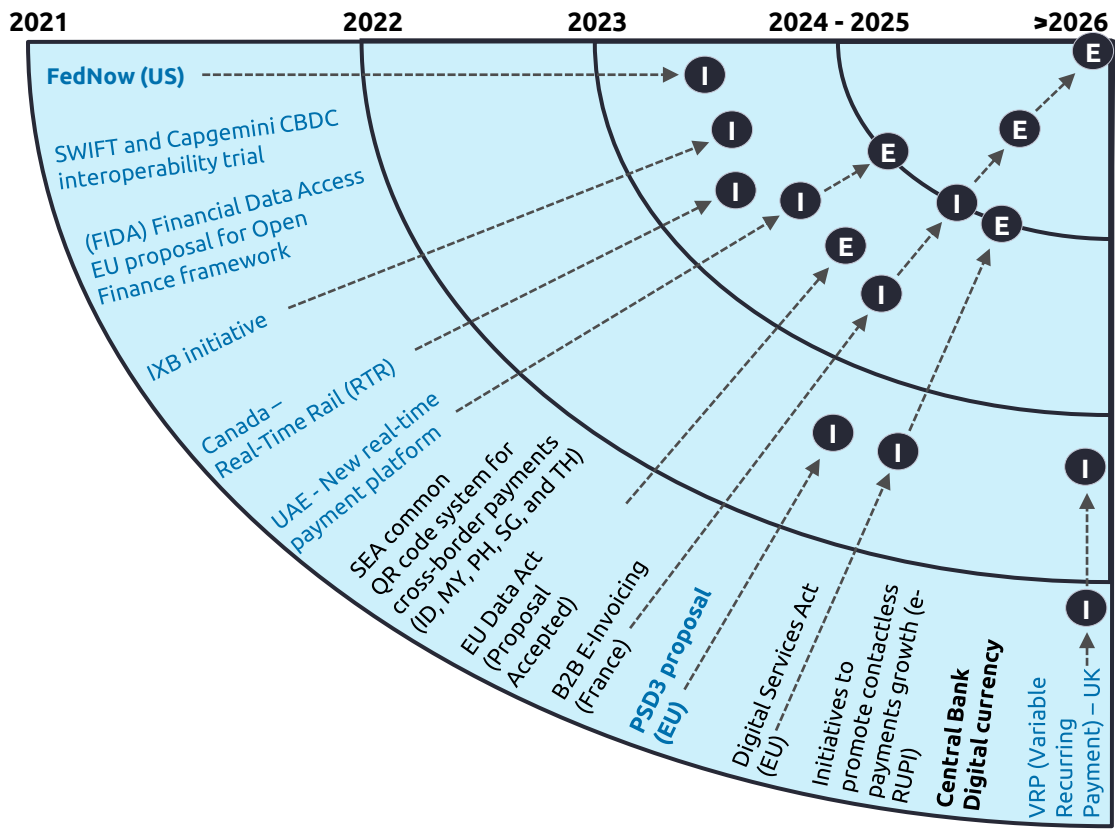 2021
2022
2023
2024 - 2025
>2026
FedNow (US)
I
E
SWIFT and Capgemini CBDC
interoperability trial
I
E
E
(FIDA) Financial Data Access
EU proposal for Open
Finance framework
I
I
I
E
E
I
IXB initiative
Canada –
Real-Time Rail (RTR)
UAE - New real-time
payment platform
SEA common
QR code system for
cross-border payments
(ID, MY, PH, SG, and TH)
I
I
I
I
EU Data Act
(Proposal
Accepted)
B2B E-Invoicing
(France)
PSD3 proposal
(EU)
Digital Services Act
(EU)
Initiatives to
promote contactless
payments growth (e-
RUPI)
Central Bank
Digital currency
VRP (Variable
Recurring
Payment) – UK